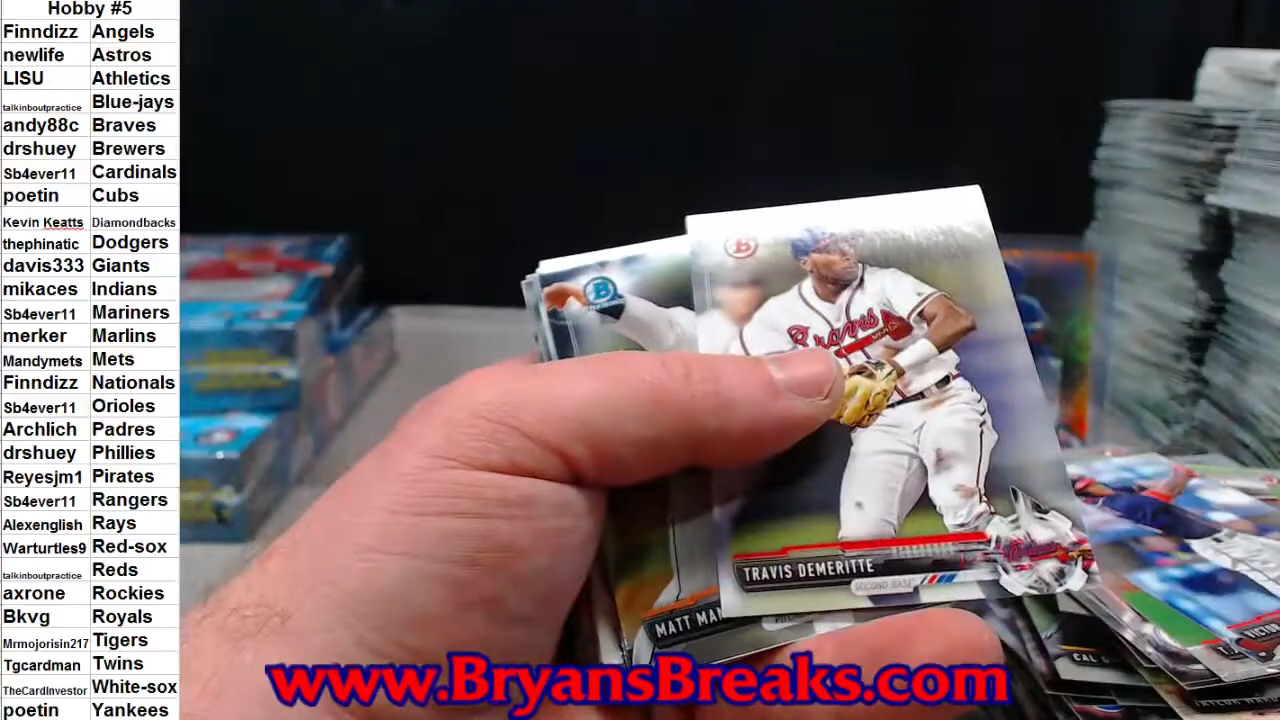 Hobby #5
Finndizz Angels
newlife Astros
LISU Athletics
talkinboutpractice Blue-jays
andy88c Braves
drshuey Brewers
Sb4ever11 Cardinals
poetin Cubs
Kevin Keatts Diamondbacks
thephinatic Dodgers
davis333 Giants
mikaces Indians
Sb4ever11 Mariners
merker Marlins
Mandymets Mets
Finndizz Nationals
Sb4ever11 Orioles
Archlich Padres
drshuey Phillies
Reyesjm1 Pirates
Sb4ever11 Rangers
Alexenglish Rays
Warturtles9 Red-sox
talkinboutpractice Reds
axrone Rockies
Bkvg Royals
Mrmojorisin217 Tigers
Tgcardman Twins
TheCardInvestor White-sox
poetin Yankees
B
B
Braves
TRAVIS DEMERITTE
SECOND BASE
MATT MAN
www.BryansBreaks.com